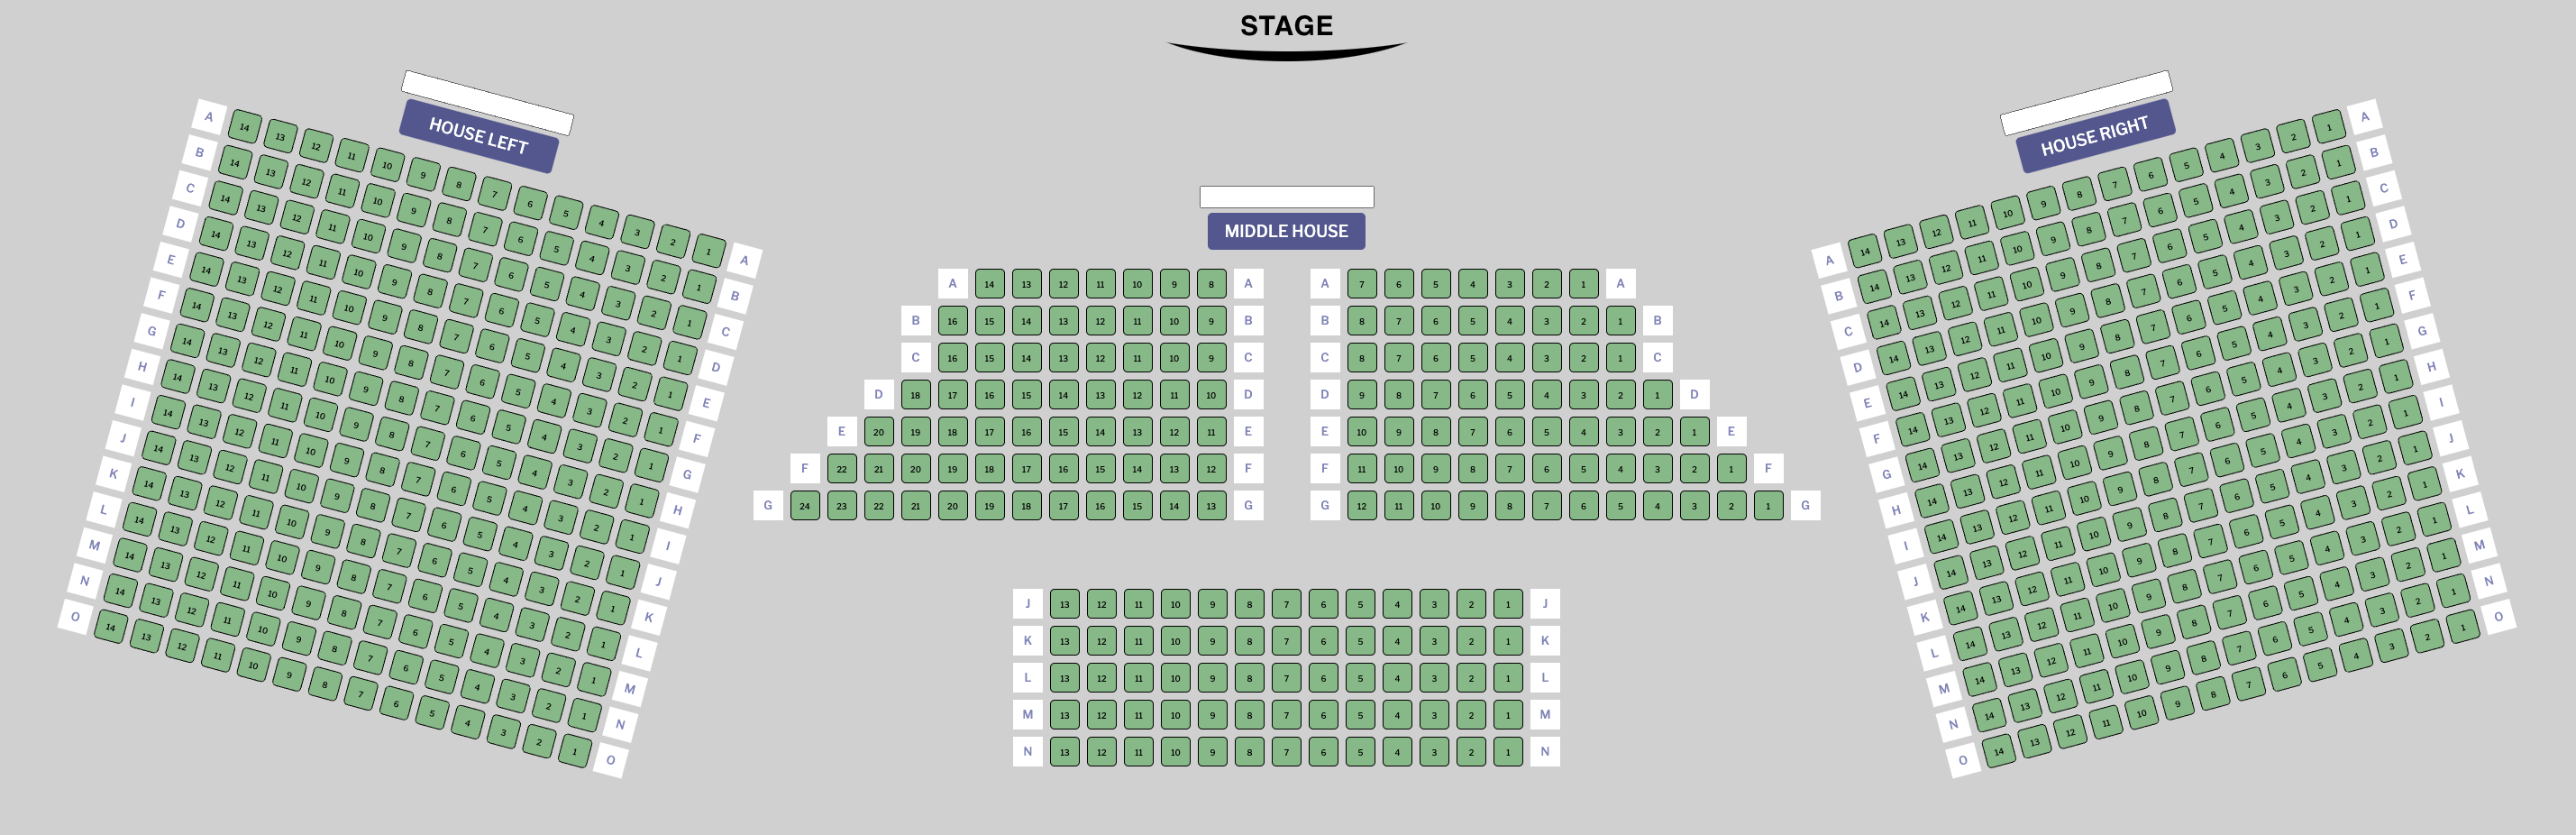 STAGE
HOUSE LEFT
A 14 13 12 11 10 9 8 7 6 5 4 3 2 1 A
B 14 13 12 11 10 9 8 7 6 5 4 3 2 1 B
C 14 13 12 11 10 9 8 7 6 5 4 3 2 1 C
D 14 13 12 11 10 9 8 7 6 5 4 3 2 1 D
E 14 13 12 11 10 9 8 7 6 5 4 3 2 1 E
F 14 13 12 11 10 9 8 7 6 5 4 3 2 1 F
G 14 13 12 11 10 9 8 7 6 5 4 3 2 1 G
H 14 13 12 11 10 9 8 7 6 5 4 3 2 1 H
I 14 13 12 11 10 9 8 7 6 5 4 3 2 1 I
J 14 13 12 11 10 9 8 7 6 5 4 3 2 1 J
K 14 13 12 11 10 9 8 7 6 5 4 3 2 1 K
L 14 13 12 11 10 9 8 7 6 5 4 3 2 1 L
M 14 13 12 11 10 9 8 7 6 5 4 3 2 1 M
N 14 13 12 11 10 9 8 7 6 5 4 3 2 1 N
O 14 13 12 11 10 9 8 7 6 5 4 3 2 1 O
MIDDLE HOUSE
A 14 13 12 11 10 9 8 A A 7 6 5 4 3 2 1 A
B 16 15 14 13 12 11 10 9 B B 8 7 6 5 4 3 2 1 B
C 16 15 14 13 12 11 10 9 C C 8 7 6 5 4 3 2 1 C
D 18 17 16 15 14 13 12 11 10 D D 9 8 7 6 5 4 3 2 1 D
E 20 19 18 17 16 15 14 13 12 11 E E 10 9 8 7 6 5 4 3 2 1 E
F 22 21 20 19 18 17 16 15 14 13 12 F F 11 10 9 8 7 6 5 4 3 2 1 F
G 24 23 22 21 20 19 18 17 16 15 14 13 G G 12 11 10 9 8 7 6 5 4 3 2 1 G
J 13 12 11 10 9 8 7 6 5 4 3 2 1 J
K 13 12 11 10 9 8 7 6 5 4 3 2 1 K
L 13 12 11 10 9 8 7 6 5 4 3 2 1 L
M 13 12 11 10 9 8 7 6 5 4 3 2 1 M
N 13 12 11 10 9 8 7 6 5 4 3 2 1 N
HOUSE RIGHT
A 14 13 12 11 10 9 8 7 6 5 4 3 2 1 A
B 14 13 12 11 10 9 8 7 6 5 4 3 2 1 B
C 14 13 12 11 10 9 8 7 6 5 4 3 2 1 C
D 14 13 12 11 10 9 8 7 6 5 4 3 2 1 D
E 14 13 12 11 10 9 8 7 6 5 4 3 2 1 E
F 14 13 12 11 10 9 8 7 6 5 4 3 2 1 F
G 14 13 12 11 10 9 8 7 6 5 4 3 2 1 G
H 14 13 12 11 10 9 8 7 6 5 4 3 2 1 H
I 14 13 12 11 10 9 8 7 6 5 4 3 2 1 I
J 14 13 12 11 10 9 8 7 6 5 4 3 2 1 J
K 14 13 12 11 10 9 8 7 6 5 4 3 2 1 K
L 14 13 12 11 10 9 8 7 6 5 4 3 2 1 L
M 14 13 12 11 10 9 8 7 6 5 4 3 2 1 M
N 14 13 12 11 10 9 8 7 6 5 4 3 2 1 N
O 14 13 12 11 10 9 8 7 6 5 4 3 2 1 O